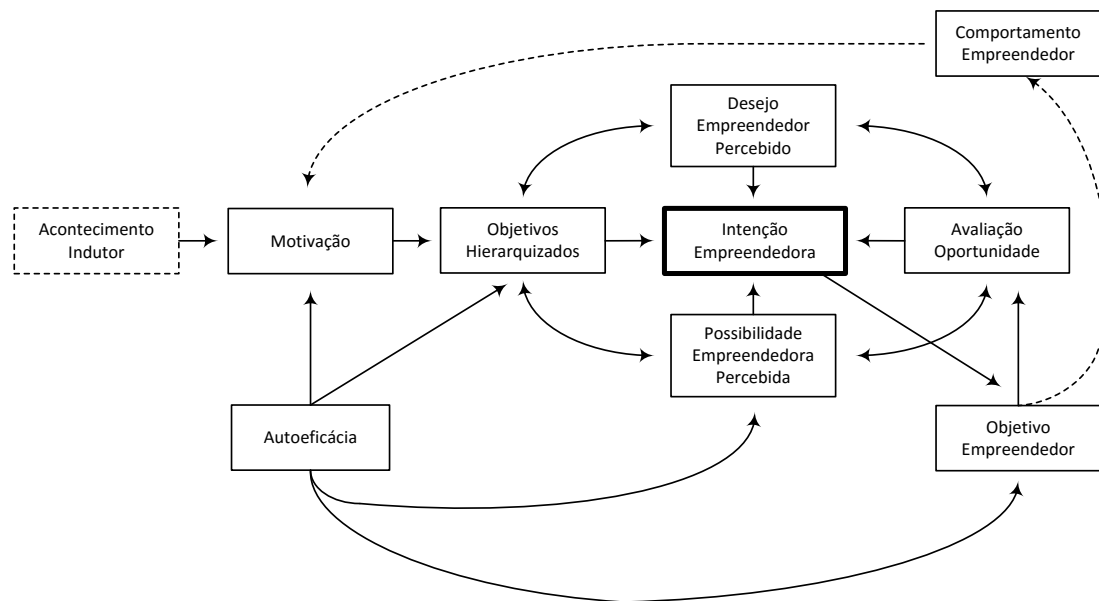 Comportamento
Empreendedor
Desejo
Empreendedor
Percebido
Acontecimento
Indutor
Motivação
Objetivos
Hierarquizados
Intenção
Empreendedora
Avaliação
Oportunidade
Possibilidade
Empreendedora
Percebida
Autoeficácia
Objetivo
Empreendedor